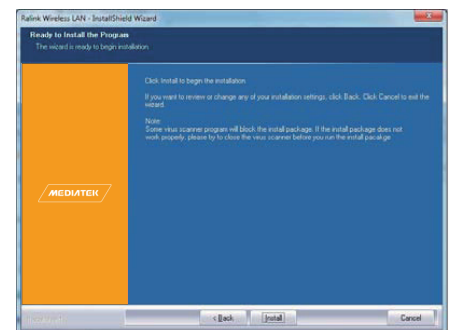 Ralink Wireless LAN - InstallShield Wizard
Ready to Install the Program
The wizard is ready to begin installation.
Click Install to begin the installation.
If you want to review or change any of your installation settings, click Back. Click Cancel to exit the
wizard.
Note:
Some virus scanner program will block the install package. If the install package does not
work properly, please try to close the virus scanner before you run the install pacakge
MEDIATEK
InstallShield
< Back
Install
Cancel